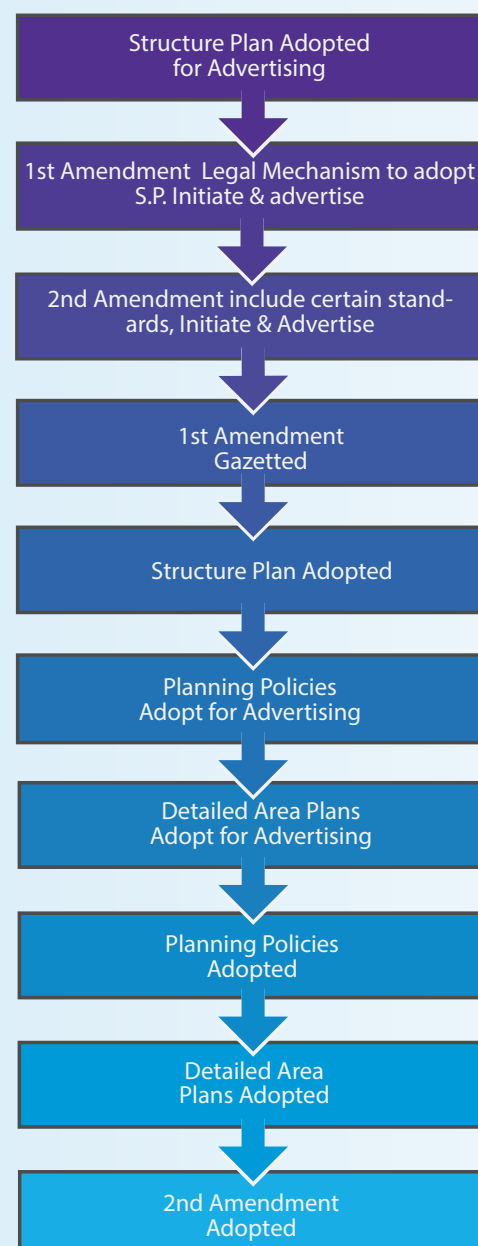 Structure Plan Adopted
for Advertising
1st Amendment Legal Mechanism to adopt
S.P. Initiate & advertise
2nd Amendment include certain stand-
ards, Initiate & Advertise
1st Amendment
Gazetted
Structure Plan Adopted
Planning Policies
Adopt for Advertising
Detailed Area Plans
Adopt for Advertising
Planning Policies
Adopted
Detailed Area
Plans Adopted
2nd Amendment
Adopted